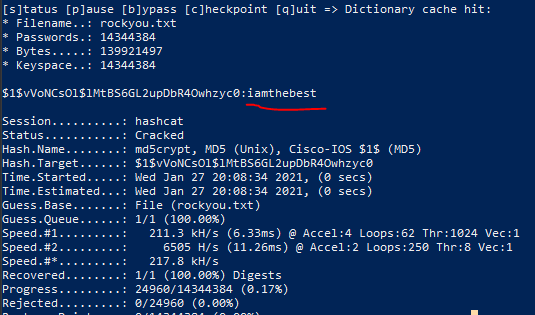 [s]tatus [p]ause [b]ypass [c]heckpoint [q]uit => Dictionary cache hit:
* Filename..: rockyou.txt
* Passwords.: 14344384
* Bytes.....: 139921497
* Keyspace..: 14344384
$1$vVoNCsOl$lMtBS6GL2upDbR4Owhzyc0:iamthebest
Session..........: hashcat
Status...........: Cracked
Hash.Name........: md5crypt, MD5 (Unix), Cisco-IOS $1$ (MD5)
Hash.Target......: $1$vVoNCsOl$lMtBS6GL2upDbR4Owhzyc0
Time.Started.....: Wed Jan 27 20:08:34 2021, (0 secs)
Time.Estimated...: Wed Jan 27 20:08:34 2021, (0 secs)
Guess.Base.......: File (rockyou.txt)
Guess.Queue......: 1/1 (100.00%)
Speed.#1.........: 211.3 kH/s (6.33ms) @ Accel:4 Loops:62 Thr:1024 Vec:1
Speed.#2.........: 6505 H/s (11.26ms) @ Accel:2 Loops:250 Thr:8 Vec:1
Speed.#*.........: 217.8 kH/s
Recovered........: 1/1 (100.00%) Digests
Progress.........: 24960/14344384 (0.17%)
Rejected.........: 0/24960 (0.00%)